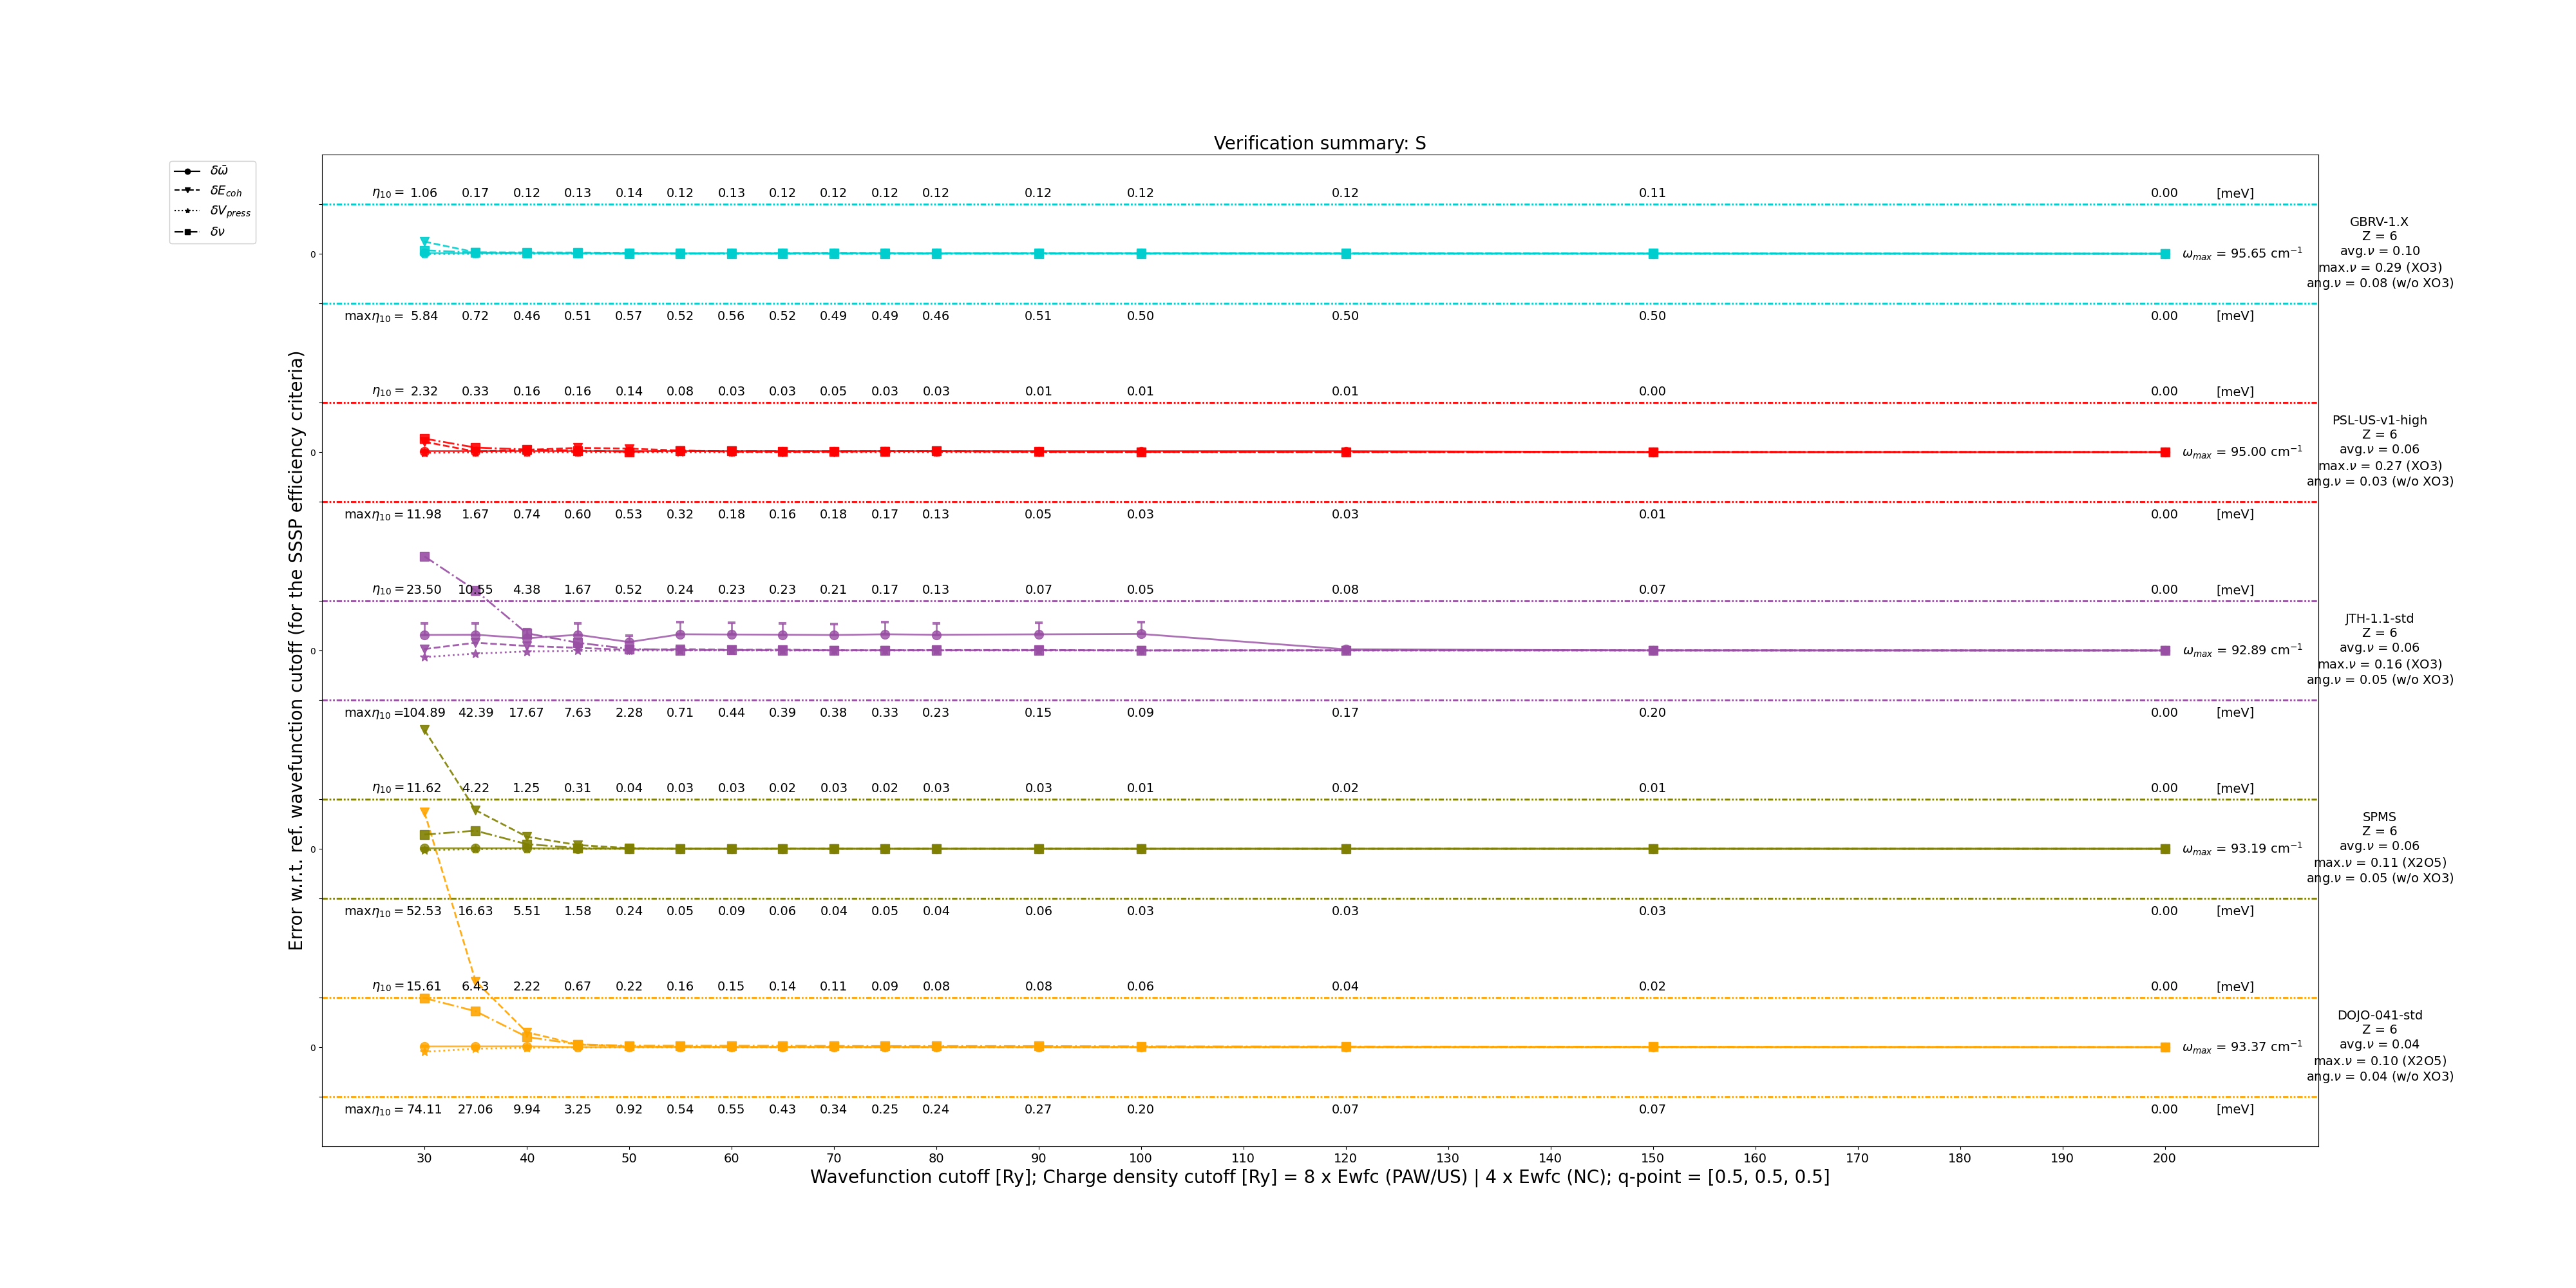 Verification summary: S
δω̄
δE_coh
δV_press
δν
Error w.r.t. ref. wavefunction cutoff (for the SSSP efficiency criteria)
η₁₀ = 1.06 0.17 0.12 0.13 0.14 0.12 0.13 0.12 0.12 0.12 0.12 0.12 0.12 0.12 0.11 0.00 [meV]
0
ω_max = 95.65 cm⁻¹
maxη₁₀ = 5.84 0.72 0.46 0.51 0.57 0.52 0.56 0.52 0.49 0.49 0.46 0.51 0.50 0.50 0.50 0.00 [meV]
GBRV-1.X
Z = 6
avg.ν = 0.10
max.ν = 0.29 (XO3)
ang.ν = 0.08 (w/o XO3)
η₁₀ = 2.32 0.33 0.16 0.16 0.14 0.08 0.03 0.03 0.05 0.03 0.03 0.01 0.01 0.01 0.00 0.00 [meV]
0
ω_max = 95.00 cm⁻¹
maxη₁₀ = 11.98 1.67 0.74 0.60 0.53 0.32 0.18 0.16 0.18 0.17 0.13 0.05 0.03 0.03 0.01 0.00 [meV]
PSL-US-v1-high
Z = 6
avg.ν = 0.06
max.ν = 0.27 (XO3)
ang.ν = 0.03 (w/o XO3)
η₁₀ = 23.50 10.55 4.38 1.67 0.52 0.24 0.23 0.23 0.21 0.17 0.13 0.07 0.05 0.08 0.07 0.00 [meV]
0
ω_max = 92.89 cm⁻¹
maxη₁₀ = 104.89 42.39 17.67 7.63 2.28 0.71 0.44 0.39 0.38 0.33 0.23 0.15 0.09 0.17 0.20 0.00 [meV]
JTH-1.1-std
Z = 6
avg.ν = 0.06
max.ν = 0.16 (XO3)
ang.ν = 0.05 (w/o XO3)
η₁₀ = 11.62 4.22 1.25 0.31 0.04 0.03 0.03 0.02 0.03 0.02 0.03 0.03 0.01 0.02 0.01 0.00 [meV]
0
ω_max = 93.19 cm⁻¹
maxη₁₀ = 52.53 16.63 5.51 1.58 0.24 0.05 0.09 0.06 0.04 0.05 0.04 0.06 0.03 0.03 0.03 0.00 [meV]
SPMS
Z = 6
avg.ν = 0.06
max.ν = 0.11 (X2O5)
ang.ν = 0.05 (w/o XO3)
η₁₀ = 15.61 6.43 2.22 0.67 0.22 0.16 0.15 0.14 0.11 0.09 0.08 0.08 0.06 0.04 0.02 0.00 [meV]
0
ω_max = 93.37 cm⁻¹
maxη₁₀ = 74.11 27.06 9.94 3.25 0.92 0.54 0.55 0.43 0.34 0.25 0.24 0.27 0.20 0.07 0.07 0.00 [meV]
DOJO-041-std
Z = 6
avg.ν = 0.04
max.ν = 0.10 (X2O5)
ang.ν = 0.04 (w/o XO3)
30 40 50 60 70 80 90 100 110 120 130 140 150 160 170 180 190 200
Wavefunction cutoff [Ry]; Charge density cutoff [Ry] = 8 x Ewfc (PAW/US) | 4 x Ewfc (NC); q-point = [0.5, 0.5, 0.5]